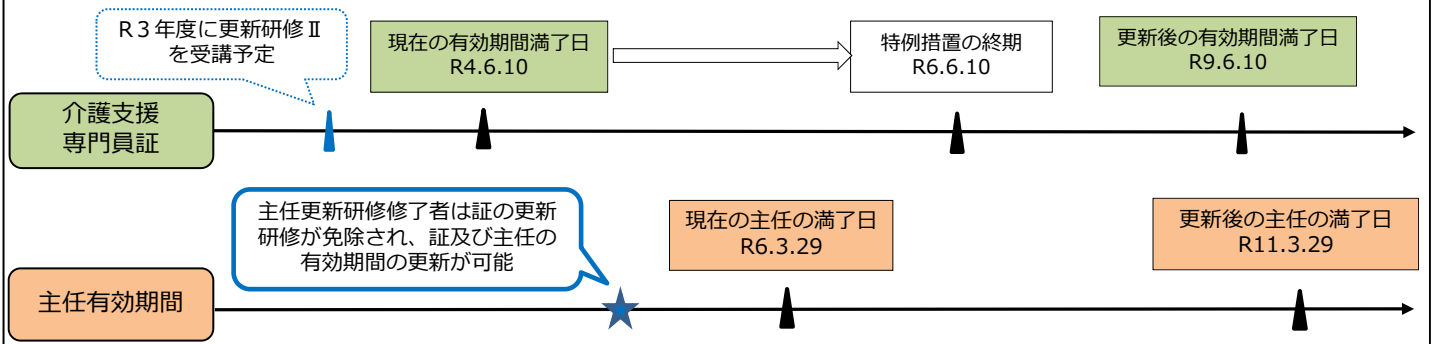 R３年度に更新研修Ⅱ
を受講予定
現在の有効期間満了日
R4.6.10
特例措置の終期
R6.6.10
更新後の有効期間満了日
R9.6.10
介護支援
専門員証
主任更新研修修了者は証の更新
研修が免除され、証及び主任の
有効期間の更新が可能
現在の主任の満了日
R6.3.29
更新後の主任の満了日
R11.3.29
主任有効期間